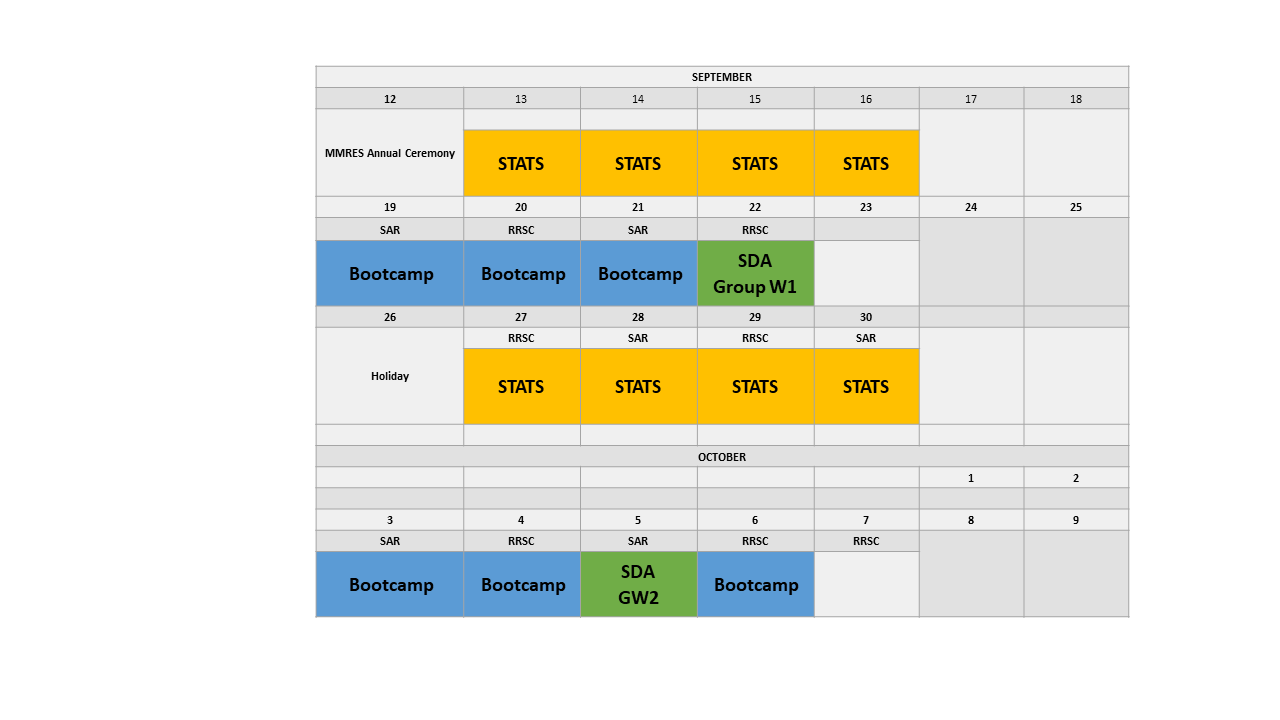 SEPTEMBER
12 13 14 15 16 17 18
MMRES Annual Ceremony STATS STATS STATS STATS
19 20 21 22 23 24 25
SAR RRSC SAR RRSC
Bootcamp Bootcamp Bootcamp SDA
Group W1
26 27 28 29 30
RRSC SAR RRSC SAR
Holiday STATS STATS STATS STATS
OCTOBER
1 2
3 4 5 6 7 8 9
SAR RRSC SAR RRSC RRSC
Bootcamp Bootcamp SDA Bootcamp
GW2